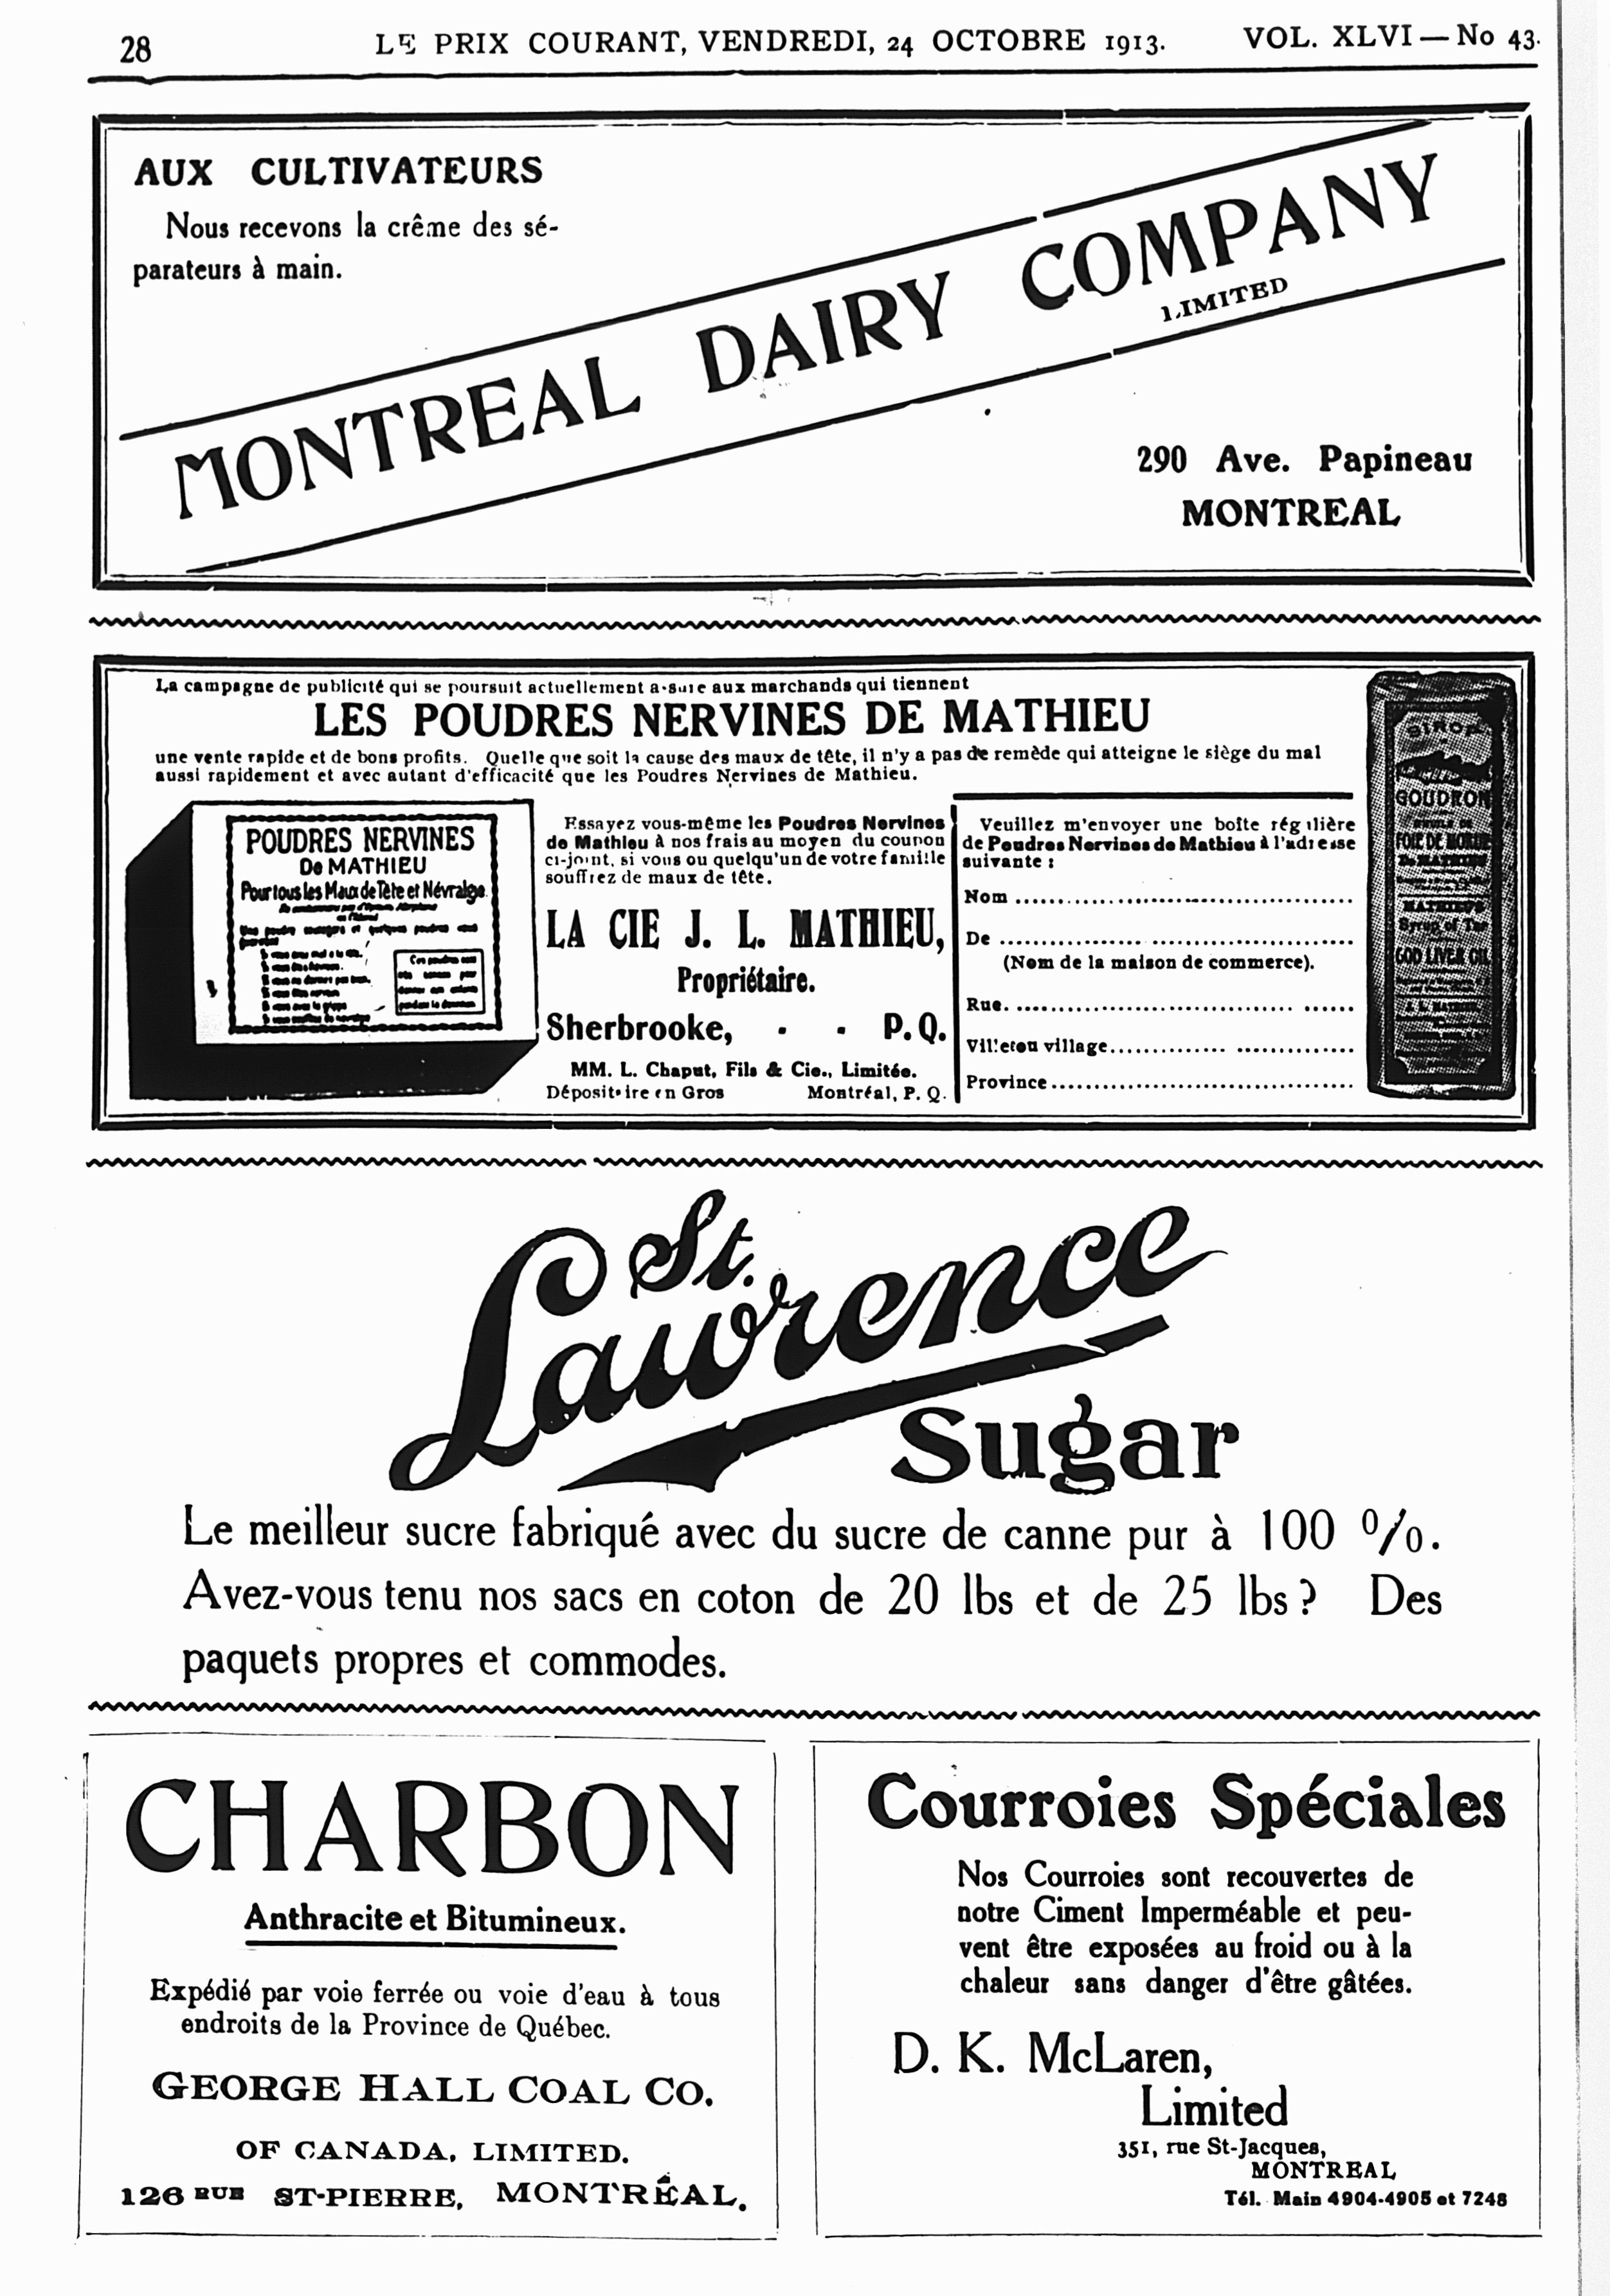 28 LE PRIX COURANT, VENDREDI, 24 OCTOBRE 1913. VOL. XLVI — No 43.
AUX CULTIVATEURS
Nous recevons la crême des sé-
parateurs à main.
MONTREAL DAIRY COMPANY
LIMITED
290 Ave. Papineau
MONTREAL
La campagne de publicité qui se poursuit actuellement assure aux marchands qui tiennent
LES POUDRES NERVINES DE MATHIEU
une vente rapide et de bons profits. Quelle que soit la cause des maux de tête, il n'y a pas de remède qui atteigne le siège du mal
aussi rapidement et avec autant d'efficacité que les Poudres Nervines de Mathieu.
POUDRES NERVINES
De MATHIEU
Pour tous les Maux de Tête et Névralgie
Essayez vous-même les Poudres Nervines
de Mathieu à nos frais au moyen du coupon
ci-joint, si vous ou quelqu'un de votre famille
souffrez de maux de tête.
LA CIE J. L. MATHIEU,
Propriétaire.
Sherbrooke, - - P. Q.
MM. L. Chaput, Fils & Cie., Limitée.
Dépositaire en Gros Montréal, P. Q.
Veuillez m'envoyer une boîte régulière
de Poudres Nervines de Mathieu à l'adresse
suivante :
Nom ................................................
De ................................................
(Nom de la maison de commerce).
Rue. ................................................
Ville ou village................................
Province........................................
SIROP
GOUDRON
FOIE DE MORUE
De MATHIEU
MATHIEU'S
Syrup of Tar
COD LIVER OIL
St.
Lawrence
Sugar
Le meilleur sucre fabriqué avec du sucre de canne pur à 100 %.
Avez-vous tenu nos sacs en coton de 20 lbs et de 25 lbs ? Des
paquets propres et commodes.
CHARBON
Anthracite et Bitumineux.
Expédié par voie ferrée ou voie d'eau à tous
endroits de la Province de Québec.
GEORGE HALL COAL CO.
OF CANADA, LIMITED.
126 RUE ST-PIERRE, MONTRÉAL.
Courroies Spéciales
Nos Courroies sont recouvertes de
notre Ciment Imperméable et peu-
vent être exposées au froid ou à la
chaleur sans danger d'être gâtées.
D. K. McLaren,
Limited
351, rue St-Jacques,
MONTREAL
Tél. Main 4904-4905 et 7248